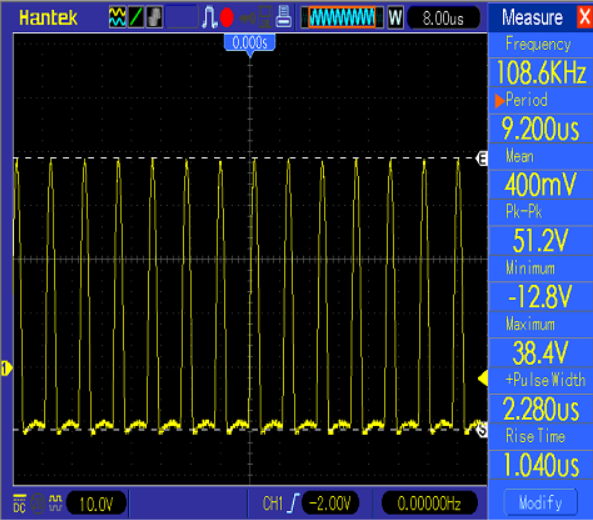 Hantek
W
8.00us
Measure
X
0.000s
Frequency
108.6KHz
Period
9.200us
Mean
400mV
Pk-Pk
51.2V
Minimum
-12.8V
Maximum
38.4V
+Pulse Width
2.280us
Rise Time
1.040us
Modify
E
1
S
DC
10.0V
CH1
-2.00V
0.00000Hz